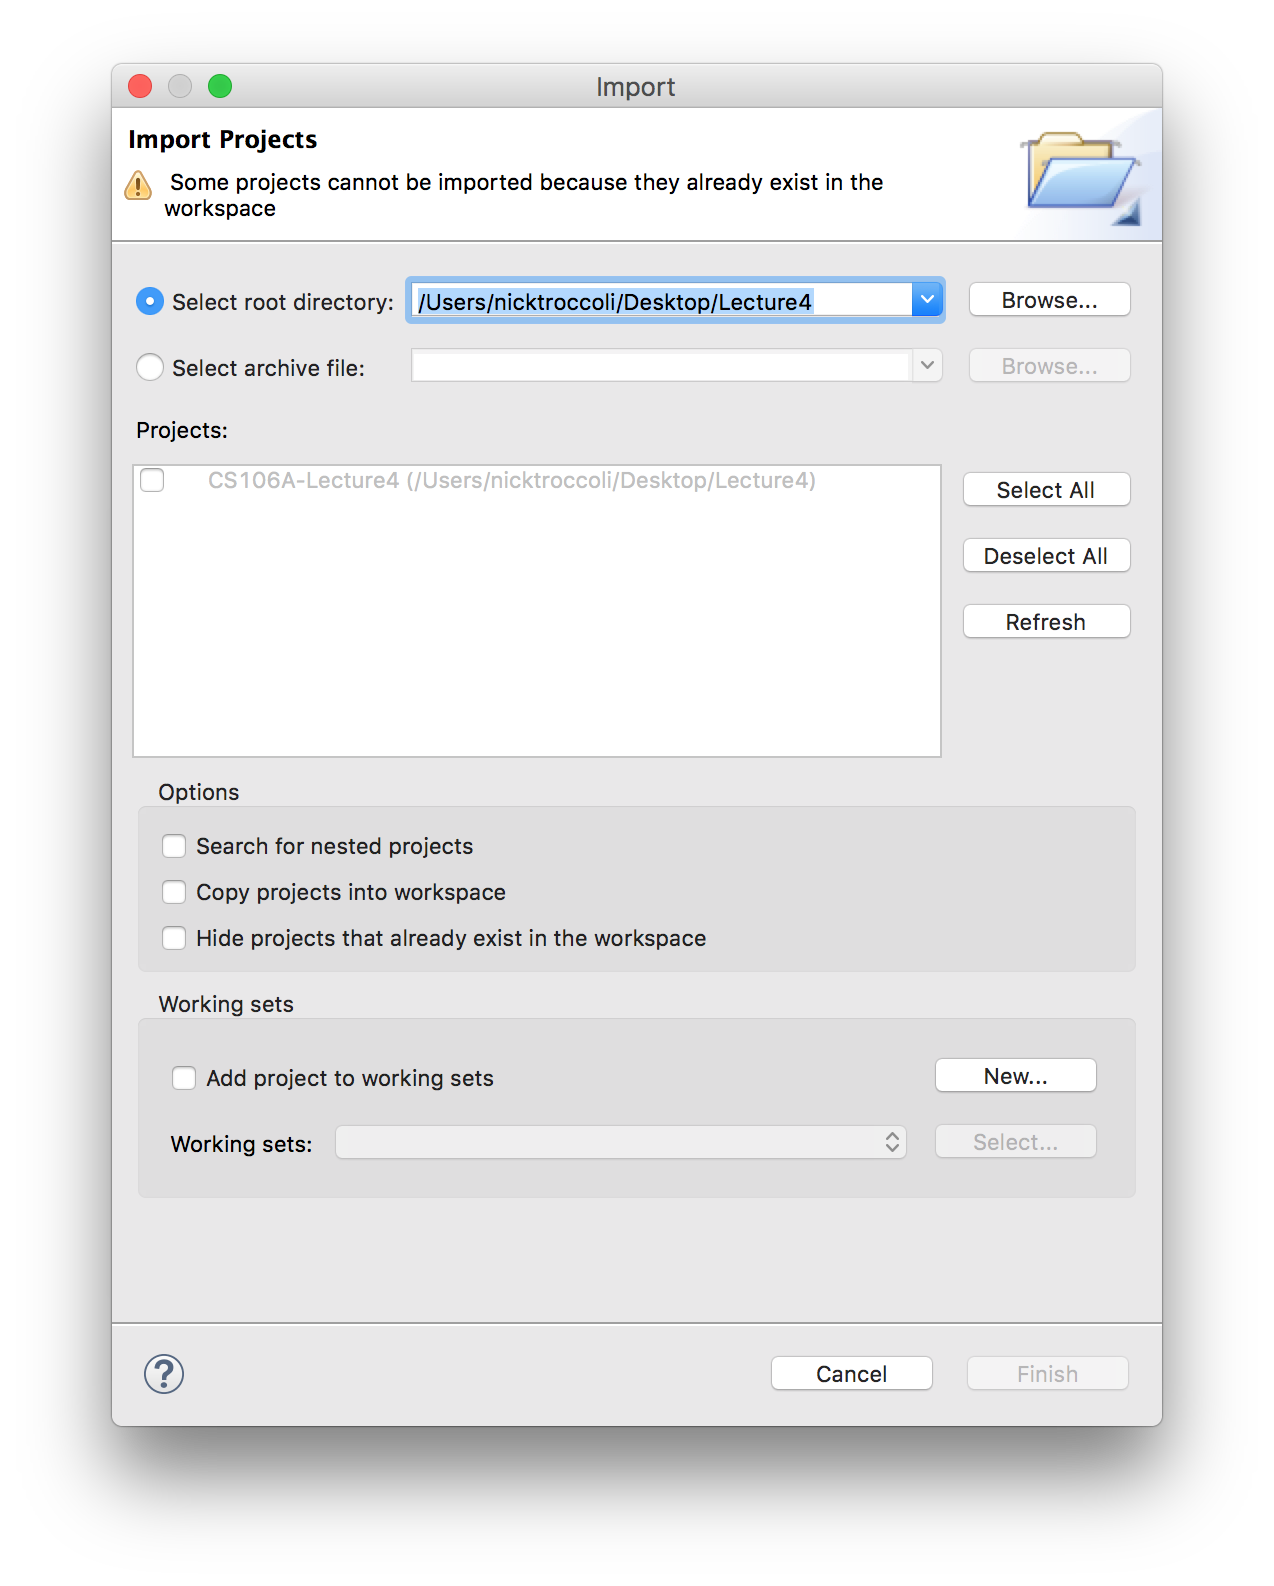 Import
Import Projects
Some projects cannot be imported because they already exist in the
workspace
Select root directory: /Users/nicktroccoli/Desktop/Lecture4 Browse...
Select archive file: Browse...
Projects:
CS106A-Lecture4 (/Users/nicktroccoli/Desktop/Lecture4)
Select All
Deselect All
Refresh
Options
Search for nested projects
Copy projects into workspace
Hide projects that already exist in the workspace
Working sets
Add project to working sets New...
Working sets: Select...
? Cancel Finish